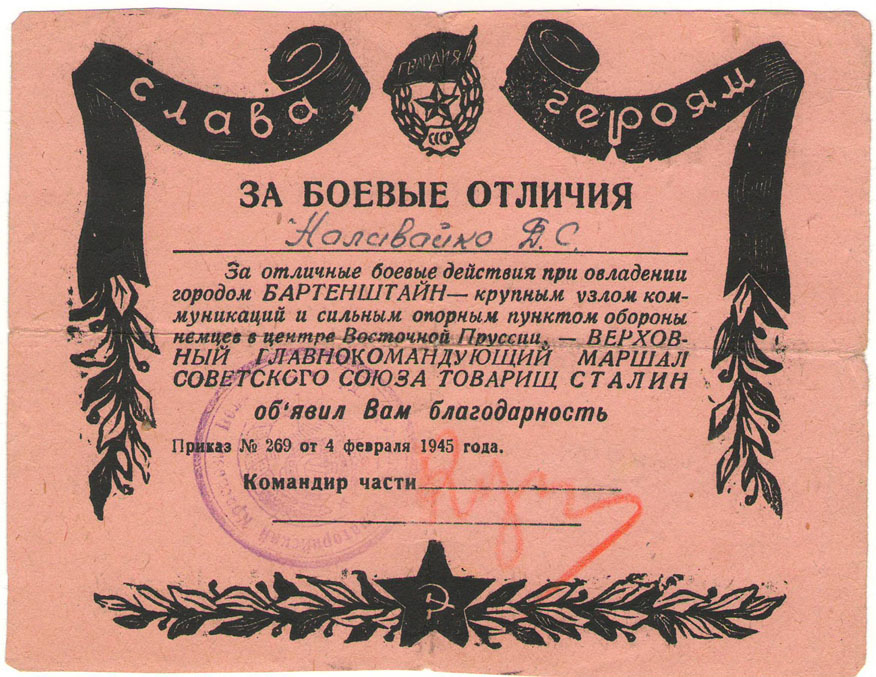 слава героям
ГВАРДИЯ
СССР
ЗА БОЕВЫЕ ОТЛИЧИЯ
Наливайко В. С.
За отличные боевые действия при овладении
городом БАРТЕНШТАЙН — крупным узлом ком-
муникаций и сильным опорным пунктом обороны
немцев в центре Восточной Пруссии, — ВЕРХОВ-
НЫЙ ГЛАВНОКОМАНДУЮЩИЙ МАРШАЛ
СОВЕТСКОГО СОЮЗА ТОВАРИЩ СТАЛИН
об‘явил Вам благодарность
Приказ № 269 от 4 февраля 1945 года.
Командир части